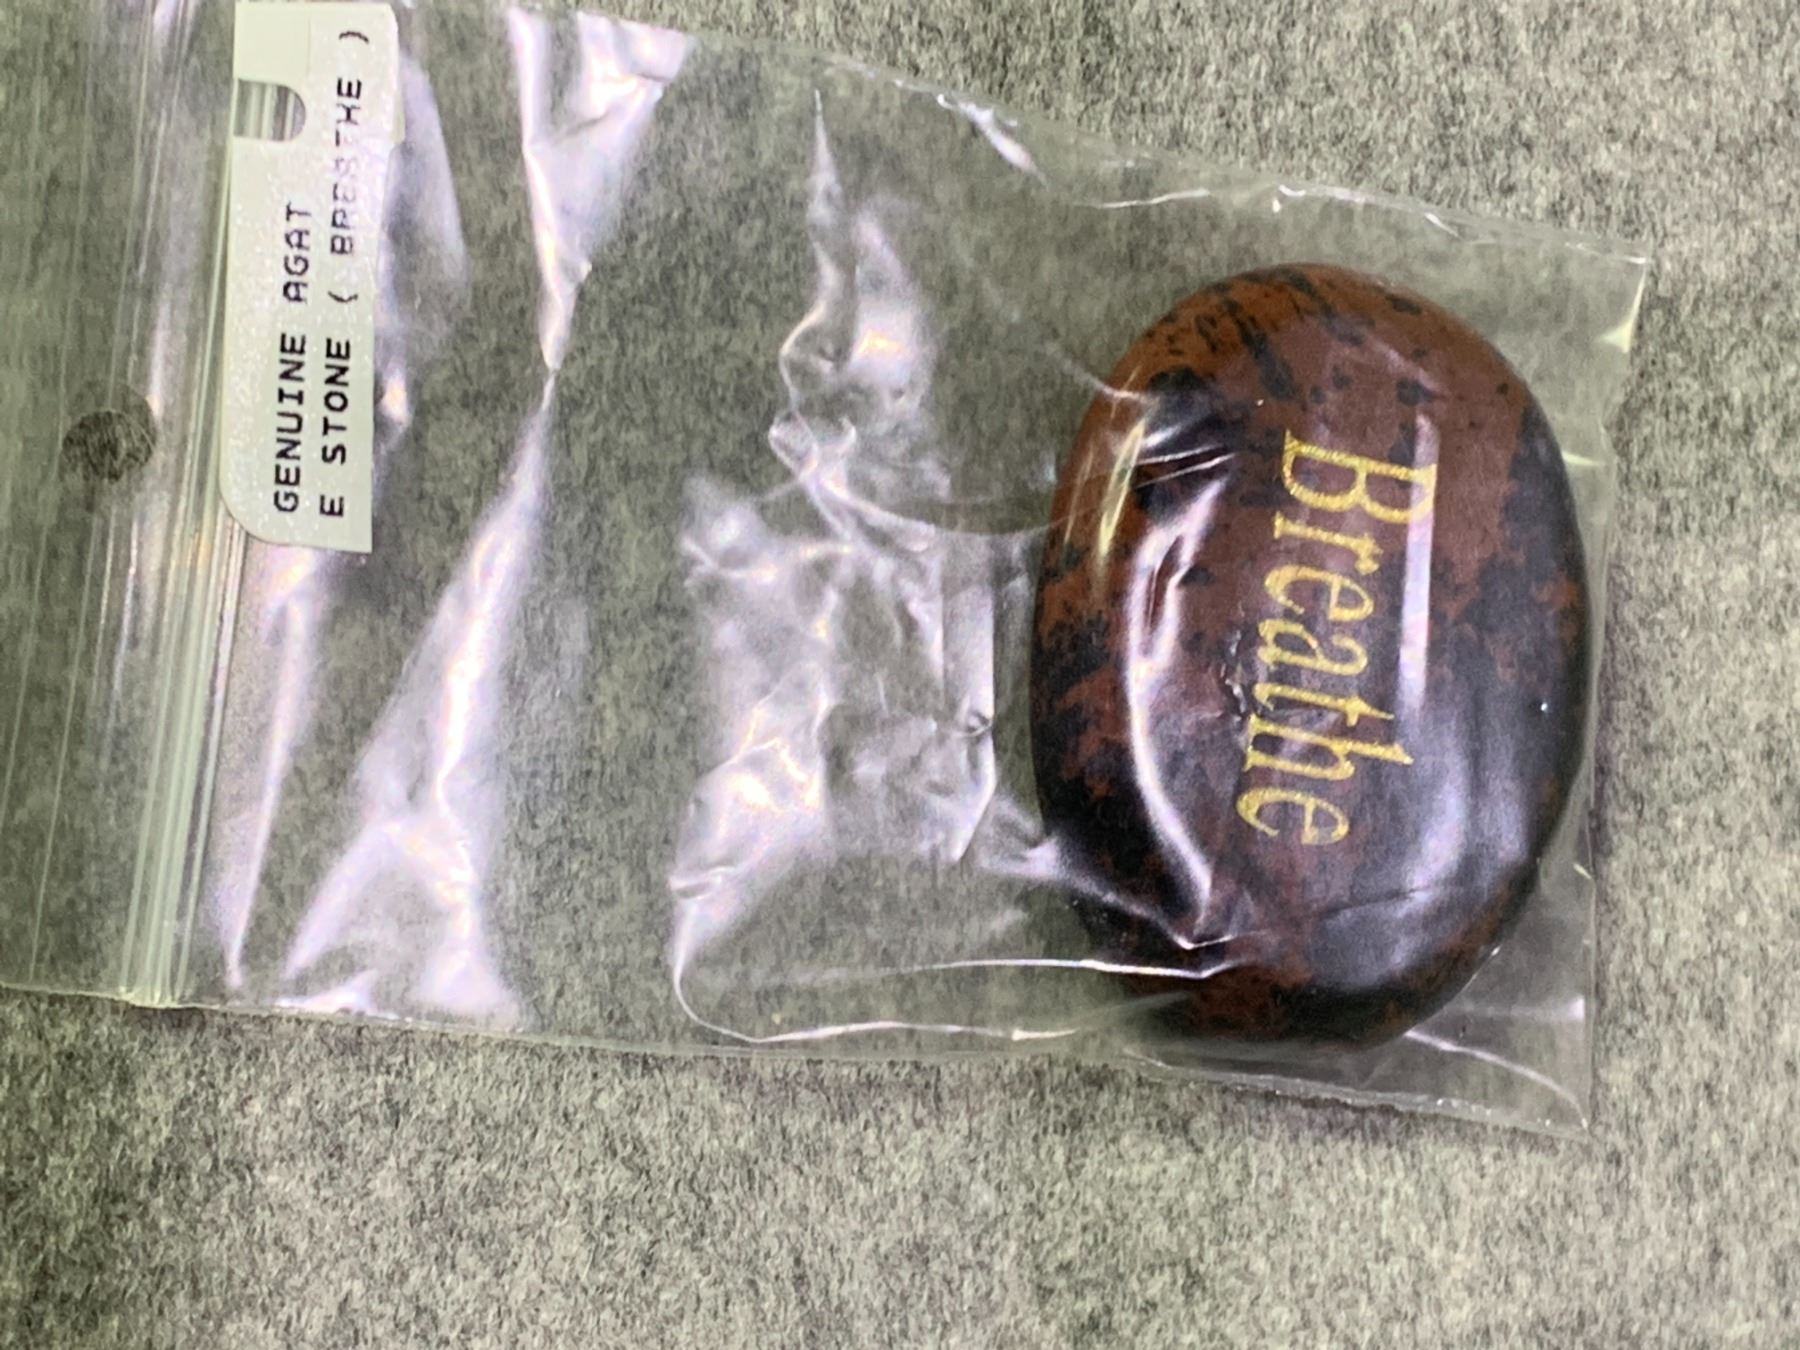 GENUINE AGAT
E STONE ( BREATHE )
Breathe